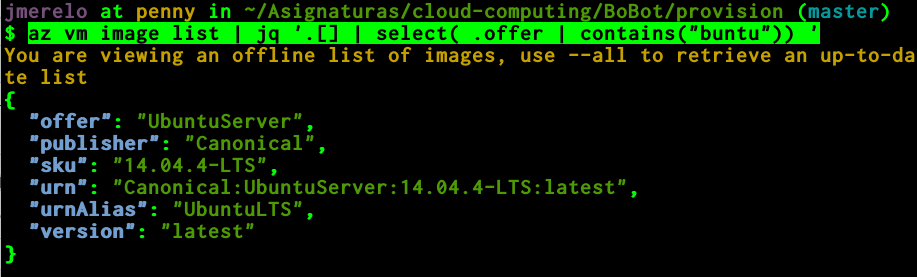 jmerelo at penny in ~/Asignaturas/cloud-computing/BoBot/provision (master)
$ az vm image list | jq '.[] | select( .offer | contains("buntu")) '
You are viewing an offline list of images, use --all to retrieve an up-to-da
te list
{
  "offer": "UbuntuServer",
  "publisher": "Canonical",
  "sku": "14.04.4-LTS",
  "urn": "Canonical:UbuntuServer:14.04.4-LTS:latest",
  "urnAlias": "UbuntuLTS",
  "version": "latest"
}